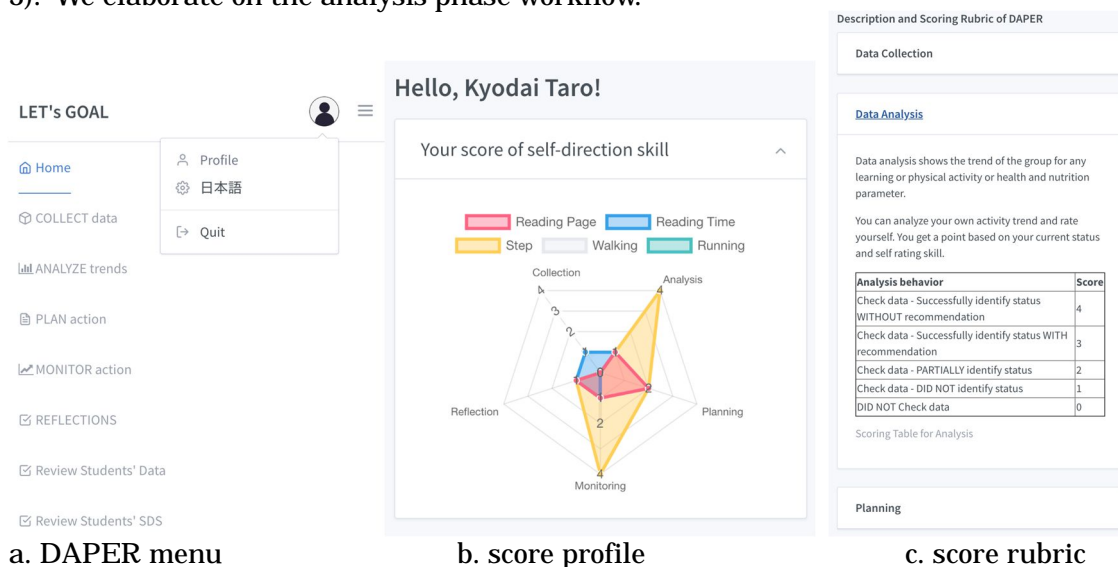 3). We elaborate on the analysis phase workflow.
LET's GOAL
Profile
日本語
Quit
Home
COLLECT data
ANALYZE trends
PLAN action
MONITOR action
REFLECTIONS
Review Students' Data
Review Students' SDS
a. DAPER menu
Hello, Kyodai Taro!
Your score of self-direction skill
Reading Page
Reading Time
Step
Walking
Running
Collection
Analysis
Planning
Monitoring
Reflection
4
3
2
1
0
4
1
1
2
1
1
2
4
b. score profile
Description and Scoring Rubric of DAPER
Data Collection
Data Analysis
Data analysis shows the trend of the group for any
learning or physical activity or health and nutrition
parameter.
You can analyze your own activity trend and rate
yourself. You get a point based on your current status
and self rating skill.
Analysis behavior Score
Check data - Successfully identify status
WITHOUT recommendation 4
Check data - Successfully identify status WITH
recommendation 3
Check data - PARTIALLY identify status 2
Check data - DID NOT identify status 1
DID NOT Check data 0
Scoring Table for Analysis
Planning
c. score rubric